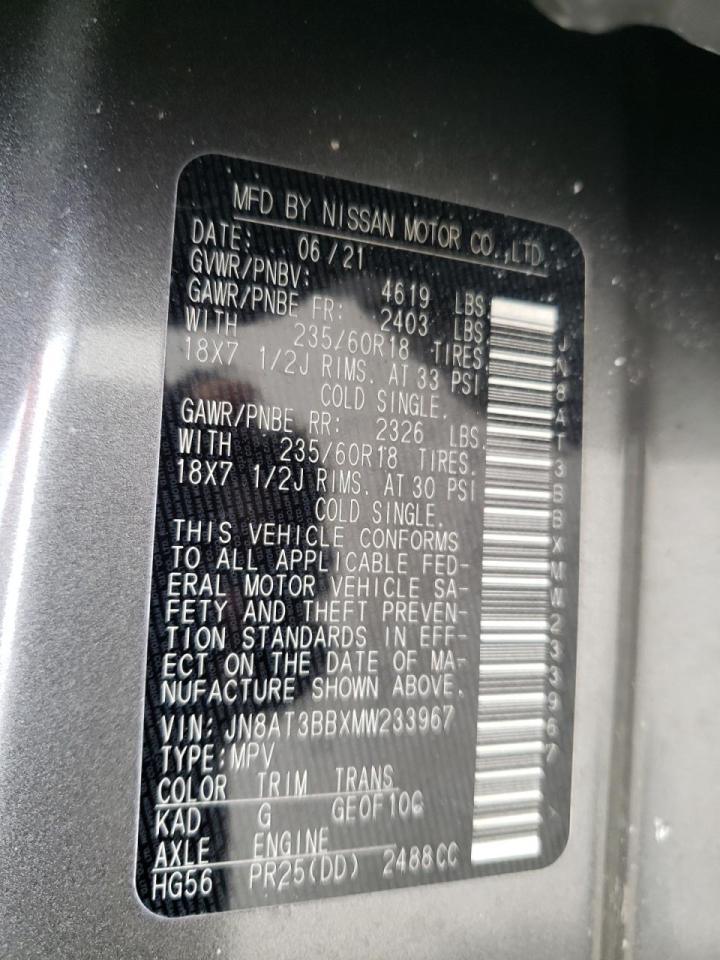 MFD BY NISSAN MOTOR CO.,LTD.
DATE: 06/21
GVWR/PNBV: 4619 LBS
GAWR/PNBE FR: 2403 LBS
WITH 235/60R18 TIRES.
18X7 1/2J RIMS. AT 33 PSI
COLD SINGLE.
GAWR/PNBE RR: 2326 LBS.
WITH 235/60R18 TIRES.
18X7 1/2J RIMS. AT 30 PSI
COLD SINGLE.
THIS VEHICLE CONFORMS
TO ALL APPLICABLE FED-
ERAL MOTOR VEHICLE SA-
FETY AND THEFT PREVEN-
TION STANDARDS IN EFF-
ECT ON THE DATE OF MA-
NUFACTURE SHOWN ABOVE.
VIN: JN8AT3BBXMW233967
TYPE:MPV
COLOR TRIM TRANS
KAD G GEOF10C
AXLE ENGINE
HG56 PR25(DD) 2488CC
JN8AT3BBXMW233967